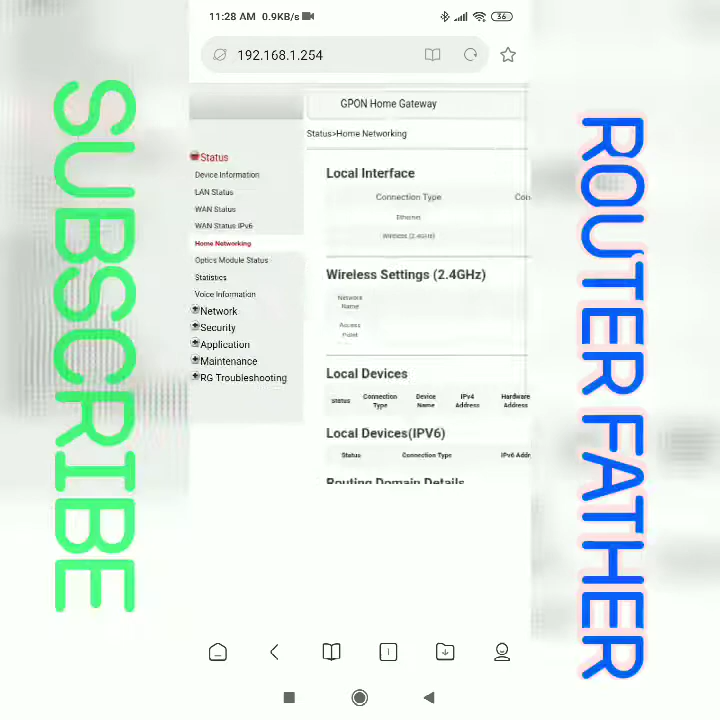 SUBSCRIBE
11:28 AM 0.9KB/s
36
192.168.1.254
GPON Home Gateway
Status>Home Networking
Status
Device Information
LAN Status
WAN Status
WAN Status IPv6
Home Networking
Optics Module Status
Statistics
Voice Information
Network
Security
Application
Maintenance
RG Troubleshooting
Local Interface
Connection Type Con
Ethernet
Wireless (2.4GHz)
Wireless Settings (2.4GHz)
Network
Name
Access
Point
Local Devices
Status Connection Type Device Name IPv4 Address Hardware Address
Local Devices(IPV6)
Status Connection Type IPv6 Addr
Routing Domain Details
1
ROUTER FATHER